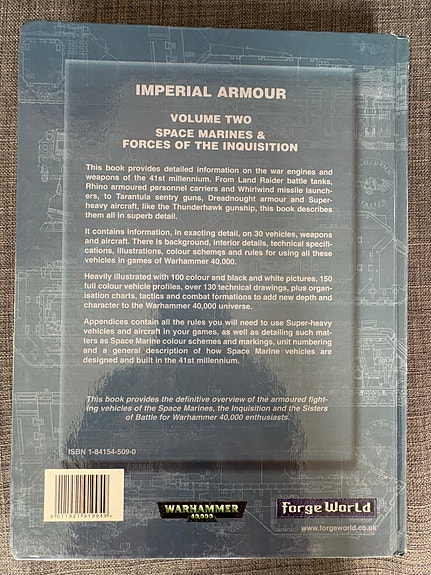 IMPERIAL ARMOUR
VOLUME TWO
SPACE MARINES &
FORCES OF THE INQUISITION
This book provides detailed information on the war engines and
weapons of the 41st millennium. From Land Raider battle tanks,
Rhino armoured personnel carriers and Whirlwind missile launch-
ers, to Tarantula sentry guns, Dreadnought armour and Super-
heavy aircraft, like the Thunderhawk gunship, this book describes
them all in superb detail.
It contains information, in exacting detail, on 30 vehicles, weapons
and aircraft. There is background, interior details, technical specifi-
cations, illustrations, colour schemes and rules for using all these
vehicles in games of Warhammer 40,000.
Heavily illustrated with 100 colour and black and white pictures, 150
full colour vehicle profiles, over 130 technical drawings, plus organ-
isation charts, tactics and combat formations to add new depth and
character to the Warhammer 40,000 universe.
Appendices contain all the rules you will need to use Super-heavy
vehicles and aircraft in your games, as well as detailing such mat-
ters as Space Marine colour schemes and markings, unit numbering
and a general description of how Space Marine vehicles are
designed and built in the 41st millennium.
This book provides the definitive overview of the armoured fight-
ing vehicles of the Space Marines, the Inquisition and the Sisters
of Battle for Warhammer 40,000 enthusiasts.
ISBN 1-84154-509-0
WARHAMMER
40,000
Forge World
www.forgeworld.co.uk